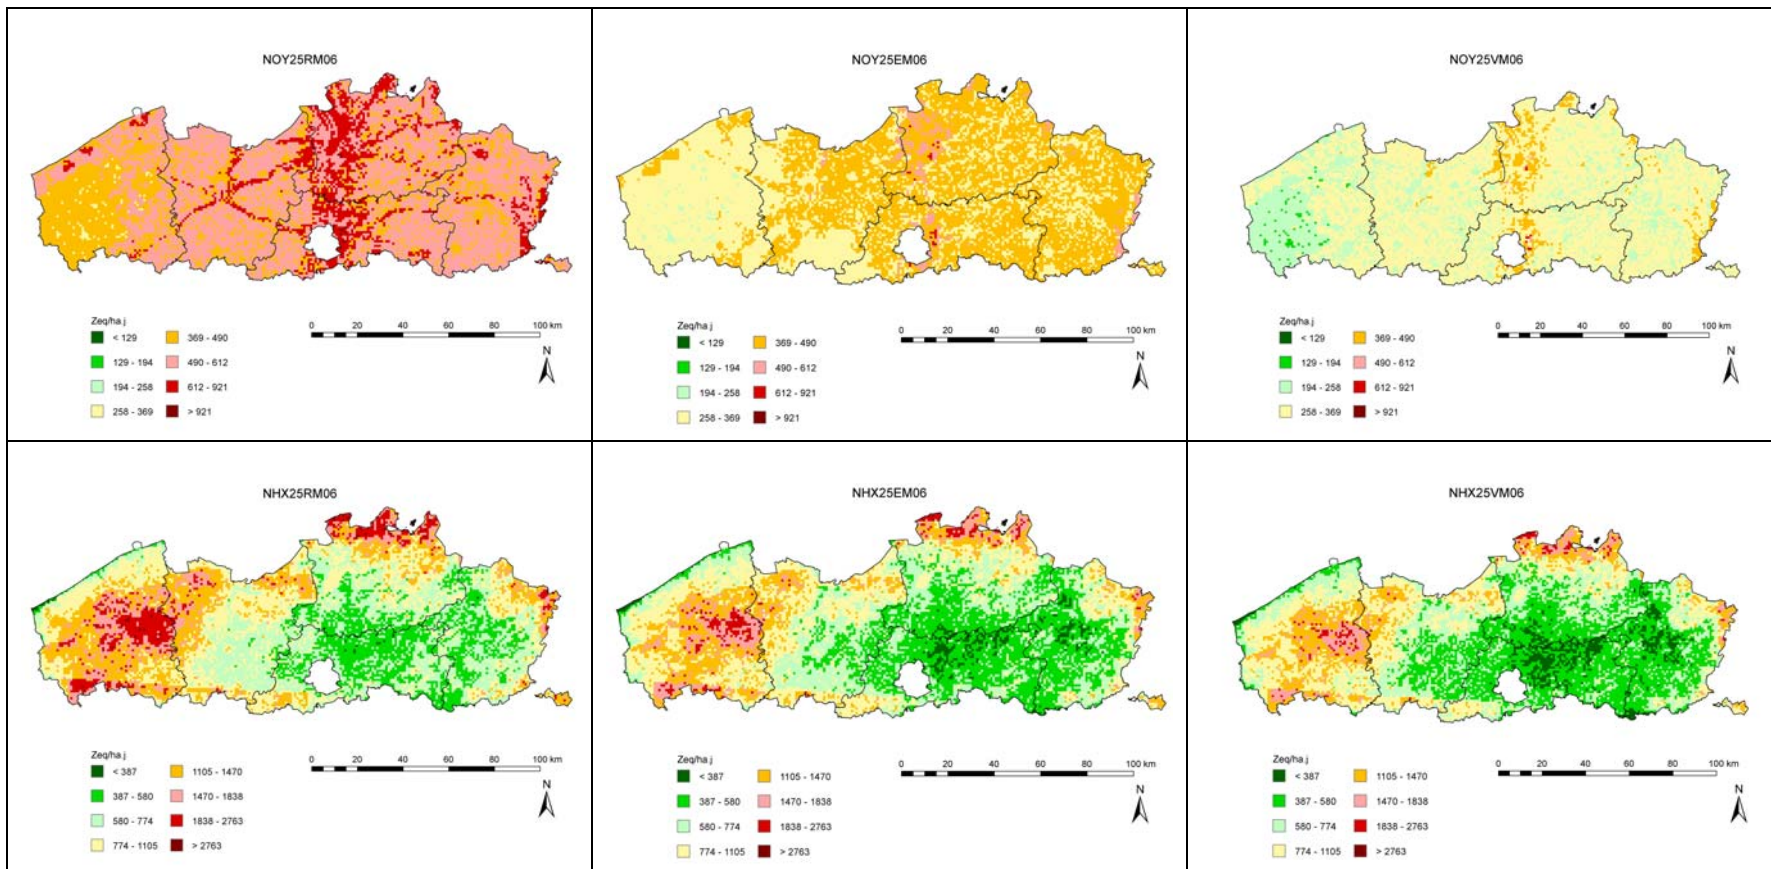 NOY25RM06
Zeq/ha.j
< 129 369 - 490
129 - 194 490 - 612
194 - 258 612 - 921
258 - 369 > 921
0 20 40 60 80 100 km
N
NOY25EM06
Zeq/ha.j
< 129 369 - 490
129 - 194 490 - 612
194 - 258 612 - 921
258 - 369 > 921
0 20 40 60 80 100 km
N
NOY25VM06
Zeq/ha.j
< 129 369 - 490
129 - 194 490 - 612
194 - 258 612 - 921
258 - 369 > 921
0 20 40 60 80 100 km
N
NHX25RM06
Zeq/ha.j
< 387 1105 - 1470
387 - 580 1470 - 1838
580 - 774 1838 - 2763
774 - 1105 > 2763
0 20 40 60 80 100 km
N
NHX25EM06
Zeq/ha.j
< 387 1105 - 1470
387 - 580 1470 - 1838
580 - 774 1838 - 2763
774 - 1105 > 2763
0 20 40 60 80 100 km
N
NHX25VM06
Zeq/ha.j
< 387 1105 - 1470
387 - 580 1470 - 1838
580 - 774 1838 - 2763
774 - 1105 > 2763
0 20 40 60 80 100 km
N